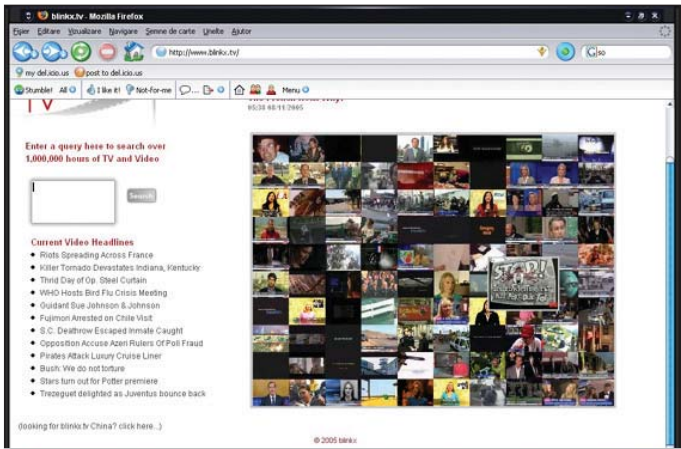 blinkx.tv - Mozilla Firefox
Fişier Editare Vizualizare Navigare Semne de carte Unelte Ajutor
http://www.blinkx.tv/
so
my del.icio.us post to del.icio.us
Stumble! All I like it! Not-for-me Menu
TV
05:38 08/11/2005
Enter a query here to search over
1,000,000 hours of TV and Video
Search
Current Video Headlines
Riots Spreading Across France
Killer Tornado Devastates Indiana, Kentucky
Thrid Day of Op. Steel Curtain
WHO Hosts Bird Flu Crisis Meeting
Guidant Sue Johnson & Johnson
Fujimori Arrested on Chile Visit
S.C. Deathrow Escaped Inmate Caught
Opposition Accuse Azeri Rulers Of Poll Fraud
Pirates Attack Luxury Cruise Liner
Bush: We do not torture
Stars turn out for Potter premiere
Trezeguet delighted as Juventus bounce back
(looking for blinkx.tv China? click here...)
© 2005 blinkx